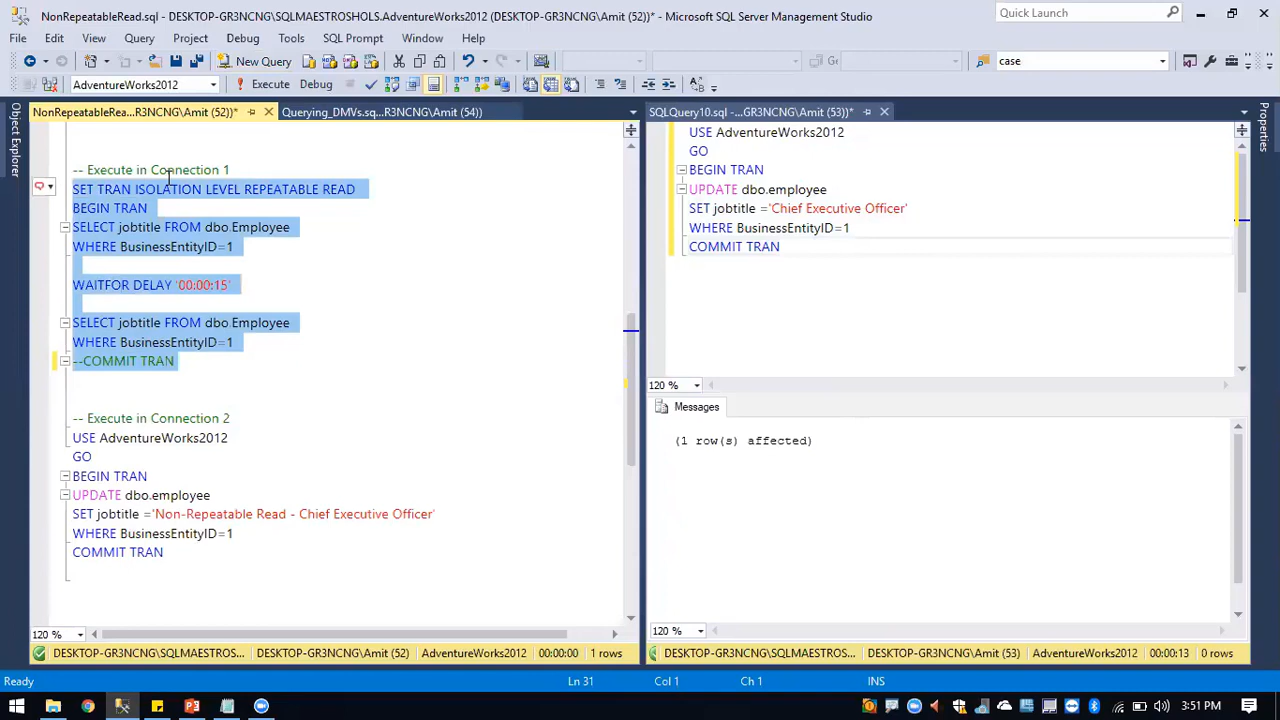 NonRepeatableRead.sql - DESKTOP-GR3NCNG\SQLMAESTROSHOLS.AdventureWorks2012 (DESKTOP-GR3NCNG\Amit (52))* - Microsoft SQL Server Management Studio
Quick Launch
File Edit View Query Project Debug Tools SQL Prompt Window Help
New Query
Gr
case
AdventureWorks2012
Execute Debug
NonRepeatableRea...R3NCNG\Amit (52))*
Querying_DMVs.sq...R3NCNG\Amit (54))
SQLQuery10.sql -...GR3NCNG\Amit (53))*
Object Explorer
Properties
-- Execute in Connection 1
SET TRAN ISOLATION LEVEL REPEATABLE READ
BEGIN TRAN
SELECT jobtitle FROM dbo.Employee
WHERE BusinessEntityID=1
WAITFOR DELAY '00:00:15'
SELECT jobtitle FROM dbo.Employee
WHERE BusinessEntityID=1
--COMMIT TRAN
-- Execute in Connection 2
USE AdventureWorks2012
GO
BEGIN TRAN
UPDATE dbo.employee
SET jobtitle ='Non-Repeatable Read - Chief Executive Officer'
WHERE BusinessEntityID=1
COMMIT TRAN
120 %
DESKTOP-GR3NCNG\SQLMAESTROS... DESKTOP-GR3NCNG\Amit (52) AdventureWorks2012 00:00:00 1 rows
USE AdventureWorks2012
GO
BEGIN TRAN
UPDATE dbo.employee
SET jobtitle ='Chief Executive Officer'
WHERE BusinessEntityID=1
COMMIT TRAN
120 %
Messages
(1 row(s) affected)
120 %
DESKTOP-GR3NCNG\SQLMAESTROS... DESKTOP-GR3NCNG\Amit (53) AdventureWorks2012 00:00:13 0 rows
Ready Ln 31 Col 1 Ch 1 INS
3:51 PM